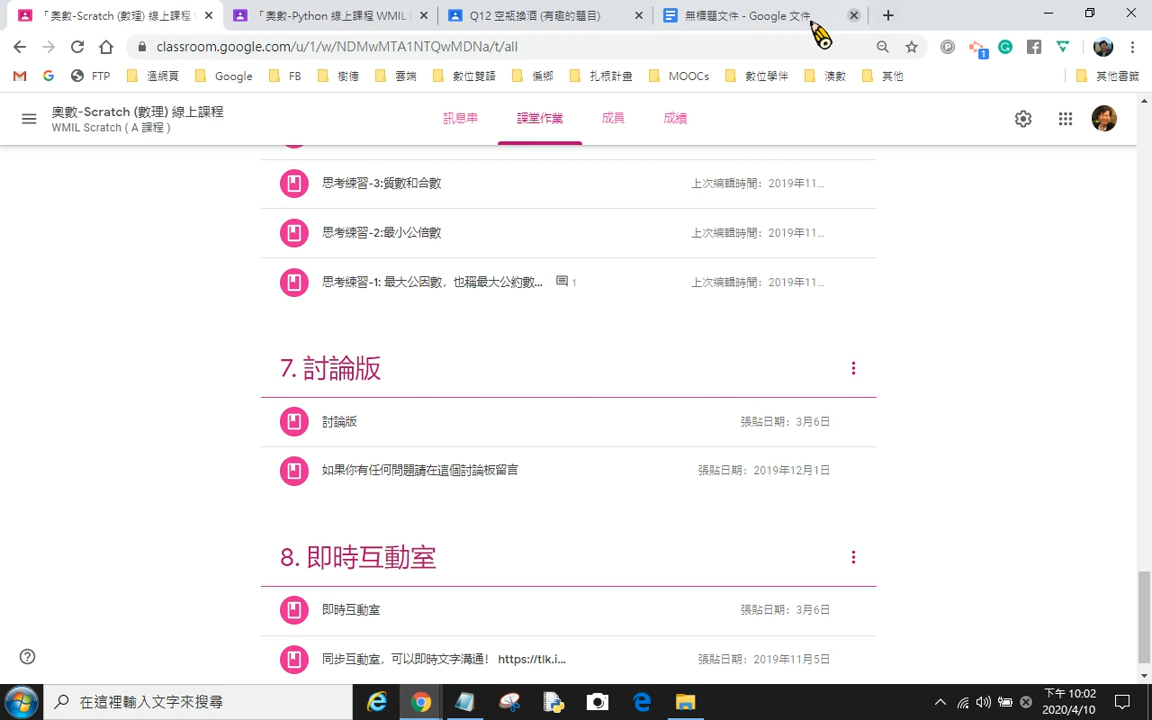 「奧數-Scratch (數理) 線上課程
「奧數-Python 線上課程 WMIL
Q12 空瓶換酒 (有趣的題目)
無標題文件 - Google 文件
classroom.google.com/u/1/w/NDMwMTA1NTQwMDNa/t/all
1
FTP
溫網頁
Google
FB
樹德
雲端
數位雙語
偏鄉
扎根計畫
MOOCs
數位學伴
澳數
其他
其他書籤
奧數-Scratch (數理) 線上課程
WMIL Scratch ( A 課程 )
訊息串
課堂作業
成員
成績
思考練習-3:質數和合數
上次編輯時間：2019年11...
思考練習-2:最小公倍數
上次編輯時間：2019年11...
思考練習-1: 最大公因數，也稱最大公約數...
1
上次編輯時間：2019年11...
7. 討論版
討論版
張貼日期：3月6日
如果你有任何問題請在這個討論板留言
張貼日期：2019年12月1日
8. 即時互動室
即時互動室
張貼日期：3月6日
同步互動室，可以即時文字溝通！ https://tlk.i...
張貼日期：2019年11月5日
在這裡輸入文字來搜尋
下午 10:02
2020/4/10